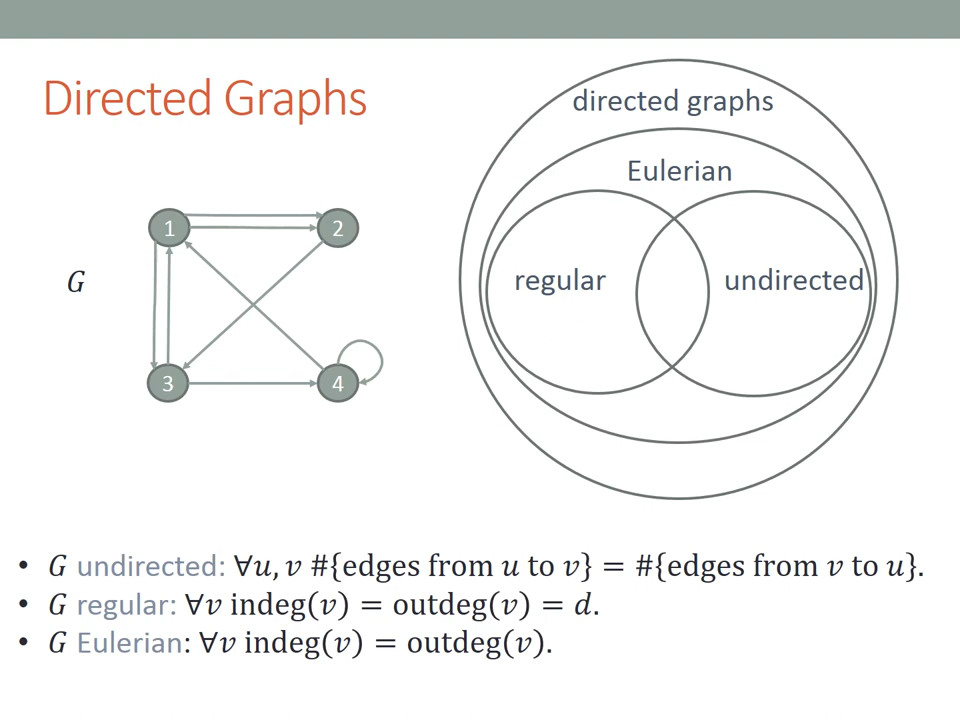 Directed Graphs
directed graphs
Eulerian
regular
undirected
G
1
2
3
4
• G undirected: ∀u, v #{edges from u to v} = #{edges from v to u}.
• G regular: ∀v indeg(v) = outdeg(v) = d.
• G Eulerian: ∀v indeg(v) = outdeg(v).